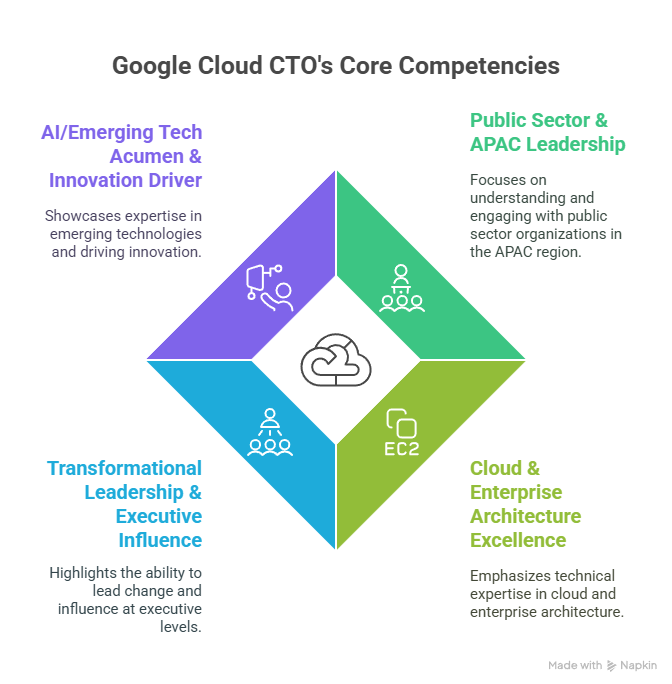 Google Cloud CTO's Core Competencies
AI/Emerging Tech
Acumen &
Innovation Driver
Showcases expertise in
emerging technologies
and driving innovation.
Public Sector &
APAC Leadership
Focuses on
understanding and
engaging with public
sector organizations in
the APAC region.
EC2
Transformational
Leadership &
Executive
Influence
Highlights the ability to
lead change and
influence at executive
levels.
Cloud &
Enterprise
Architecture
Excellence
Emphasizes technical
expertise in cloud and
enterprise architecture.
Made with Napkin